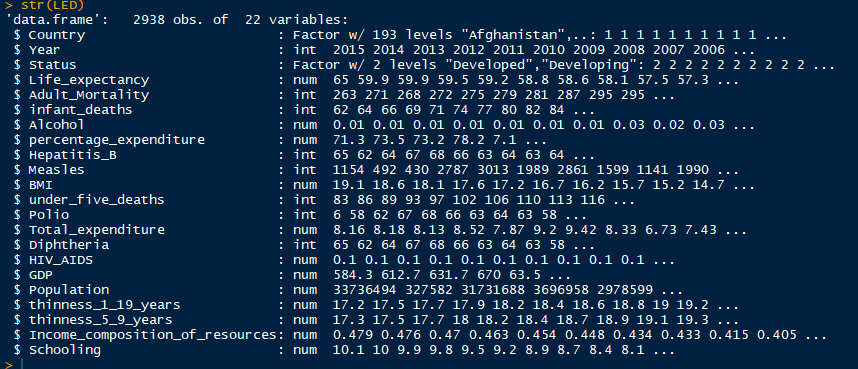 > str(LED)
'data.frame':   2938 obs. of  22 variables:
 $ Country                        : Factor w/ 193 levels "Afghanistan",..: 1 1 1 1 1 1 1 1 1 1 ...
 $ Year                           : int  2015 2014 2013 2012 2011 2010 2009 2008 2007 2006 ...
 $ Status                         : Factor w/ 2 levels "Developed","Developing": 2 2 2 2 2 2 2 2 2 2 ...
 $ Life_expectancy                : num  65 59.9 59.9 59.5 59.2 58.8 58.6 58.1 57.5 57.3 ...
 $ Adult_Mortality                : int  263 271 268 272 275 279 281 287 295 295 ...
 $ infant_deaths                  : int  62 64 66 69 71 74 77 80 82 84 ...
 $ Alcohol                        : num  0.01 0.01 0.01 0.01 0.01 0.01 0.01 0.03 0.02 0.03 ...
 $ percentage_expenditure         : num  71.3 73.5 73.2 78.2 7.1 ...
 $ Hepatitis_B                    : int  65 62 64 67 68 66 63 64 63 64 ...
 $ Measles                        : int  1154 492 430 2787 3013 1989 2861 1599 1141 1990 ...
 $ BMI                            : num  19.1 18.6 18.1 17.6 17.2 16.7 16.2 15.7 15.2 14.7 ...
 $ under_five_deaths              : int  83 86 89 93 97 102 106 110 113 116 ...
 $ Polio                          : int  6 58 62 67 68 66 63 64 63 58 ...
 $ Total_expenditure              : num  8.16 8.18 8.13 8.52 7.87 9.2 9.42 8.33 6.73 7.43 ...
 $ Diphtheria                     : int  65 62 64 67 68 66 63 64 63 58 ...
 $ HIV_AIDS                       : num  0.1 0.1 0.1 0.1 0.1 0.1 0.1 0.1 0.1 0.1 ...
 $ GDP                            : num  584.3 612.7 631.7 670 63.5 ...
 $ Population                     : num  33736494 327582 31731688 3696958 2978599 ...
 $ thinness_1_19_years            : num  17.2 17.5 17.7 17.9 18.2 18.4 18.6 18.8 19 19.2 ...
 $ thinness_5_9_years             : num  17.3 17.5 17.7 18 18.2 18.4 18.7 18.9 19.1 19.3 ...
 $ Income_composition_of_resources: num  0.479 0.476 0.47 0.463 0.454 0.448 0.434 0.433 0.415 0.405 ...
 $ Schooling                      : num  10.1 10 9.9 9.8 9.5 9.2 8.9 8.7 8.4 8.1 ...
>